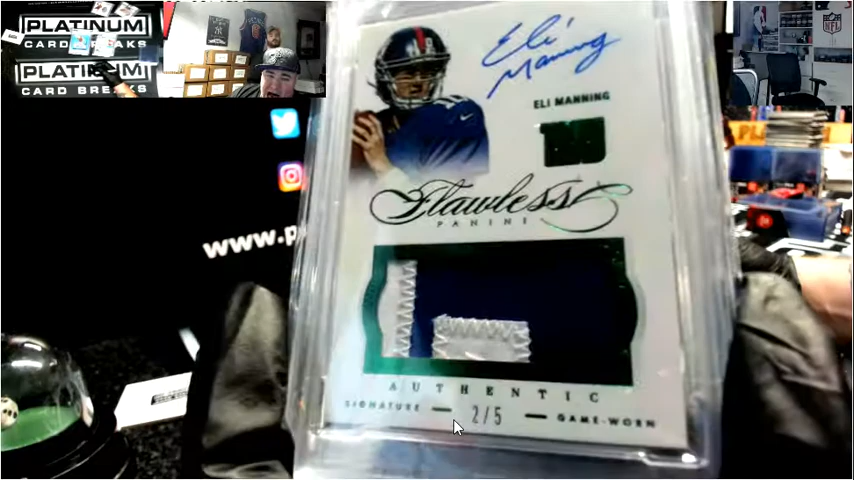 PLATINUM
CARD BREAKS
PLATINUM
CARD BREAKS
NFL
Eli
Manning
ELI MANNING
Flawless
PANINI
www.p
AUTHENTIC
SIGNATURE — 2/5 — GAME-WORN